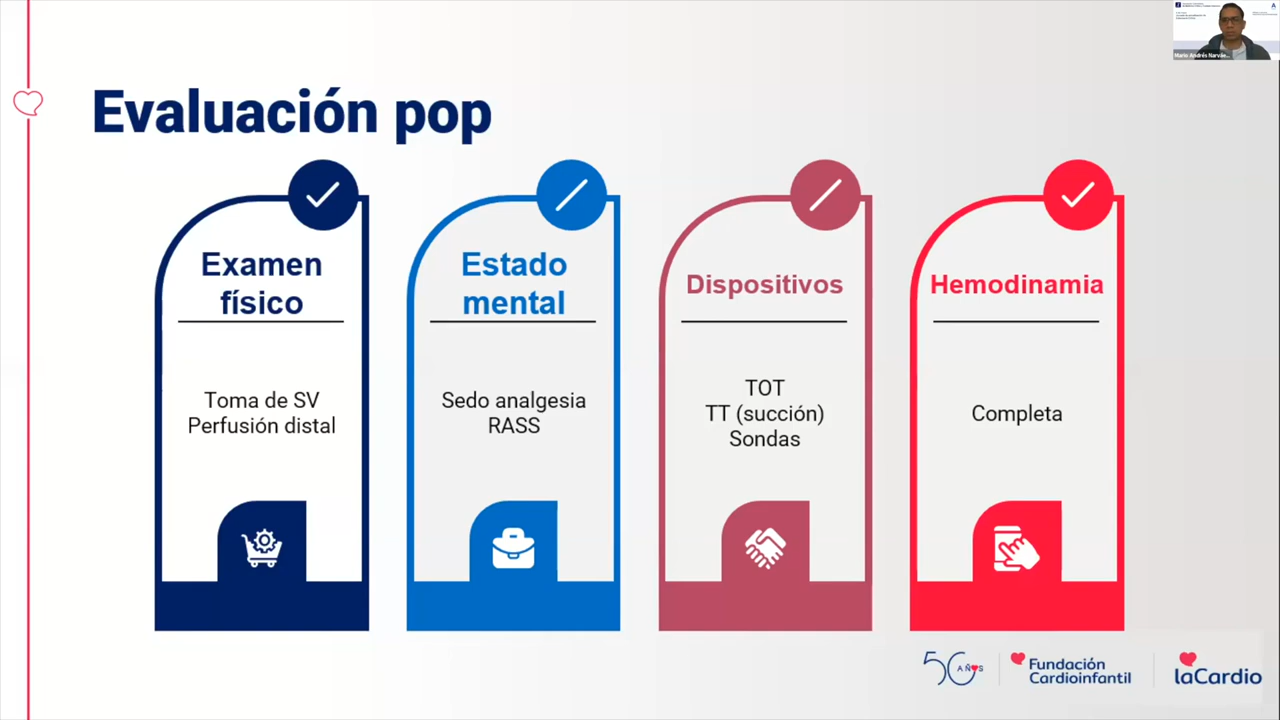 Evaluación pop
Examen
físico
Toma de SV
Perfusión distal
Estado
mental
Sedo analgesia
RASS
Dispositivos
TOT
TT (succión)
Sondas
Hemodinamia
Completa
50 AÑOS
Fundación
Cardioinfantil
laCardio